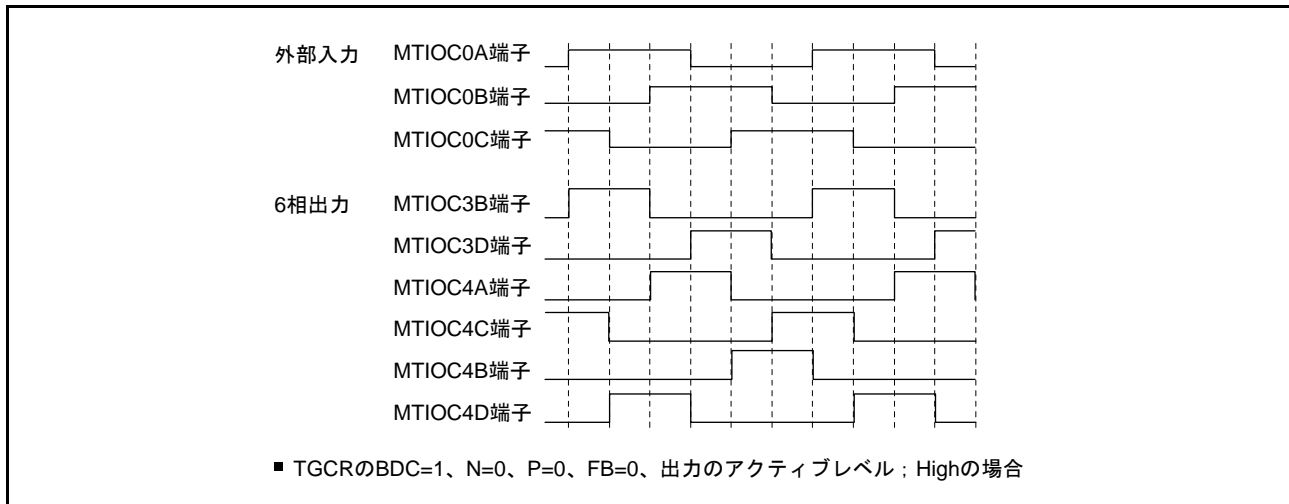 外部入力 MTIOC0A端子
MTIOC0B端子
MTIOC0C端子
6相出力 MTIOC3B端子
MTIOC3D端子
MTIOC4A端子
MTIOC4C端子
MTIOC4B端子
MTIOC4D端子
■ TGCRのBDC=1、N=0、P=0、FB=0、出力のアクティブレベル；Highの場合